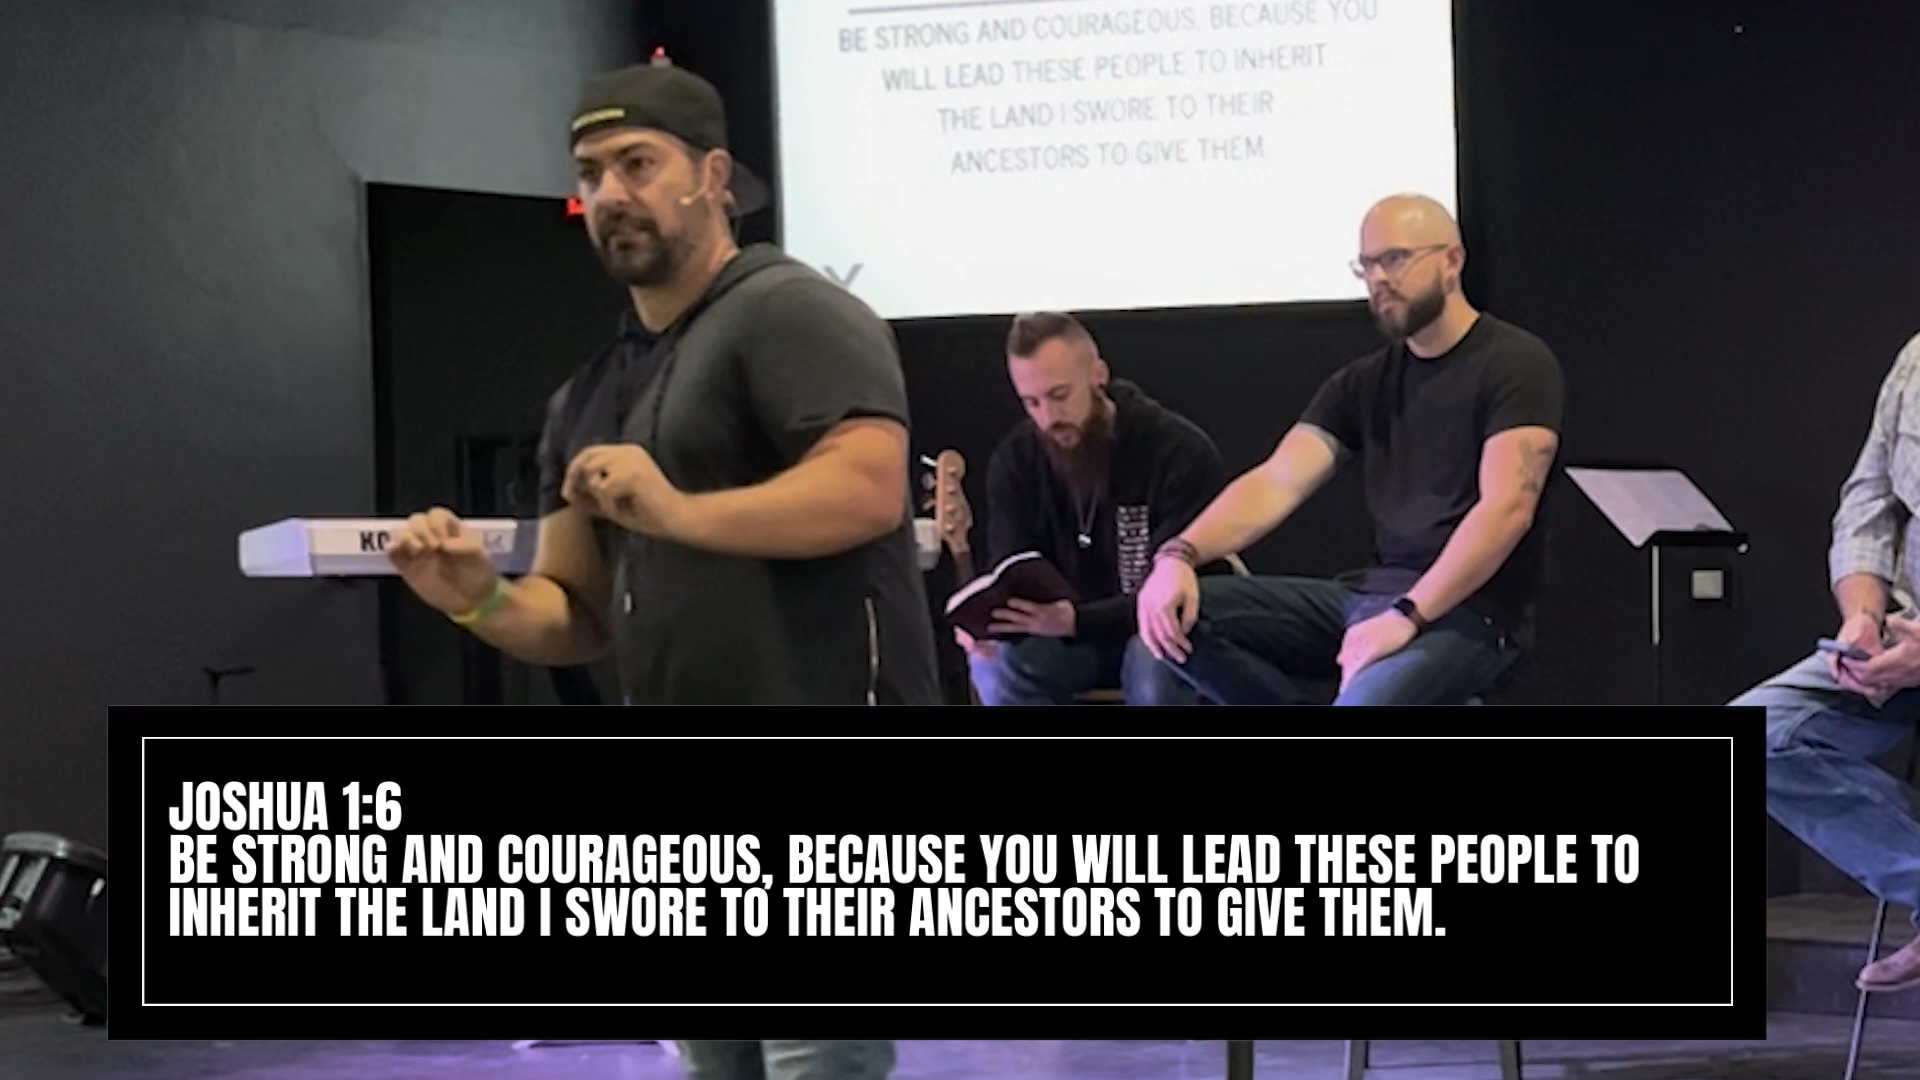 BE STRONG AND COURAGEOUS, BECAUSE YOU
WILL LEAD THESE PEOPLE TO INHERIT
THE LAND I SWORE TO THEIR
ANCESTORS TO GIVE THEM.
JOSHUA 1:6
BE STRONG AND COURAGEOUS, BECAUSE YOU WILL LEAD THESE PEOPLE TO
INHERIT THE LAND I SWORE TO THEIR ANCESTORS TO GIVE THEM.